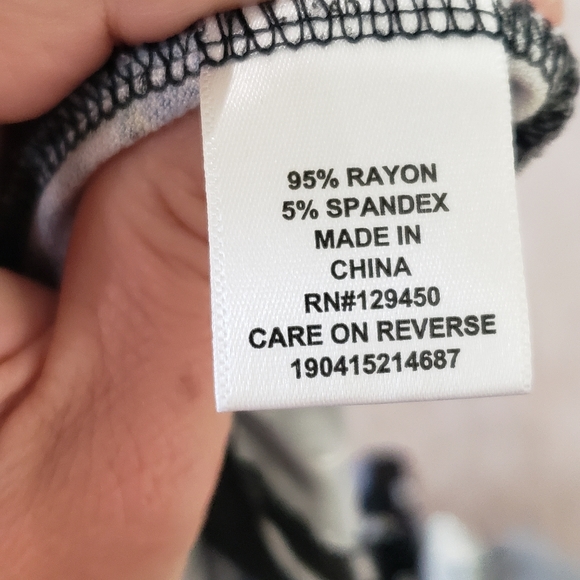 95% RAYON
5% SPANDEX
MADE IN
CHINA
RN#129450
CARE ON REVERSE
190415214687